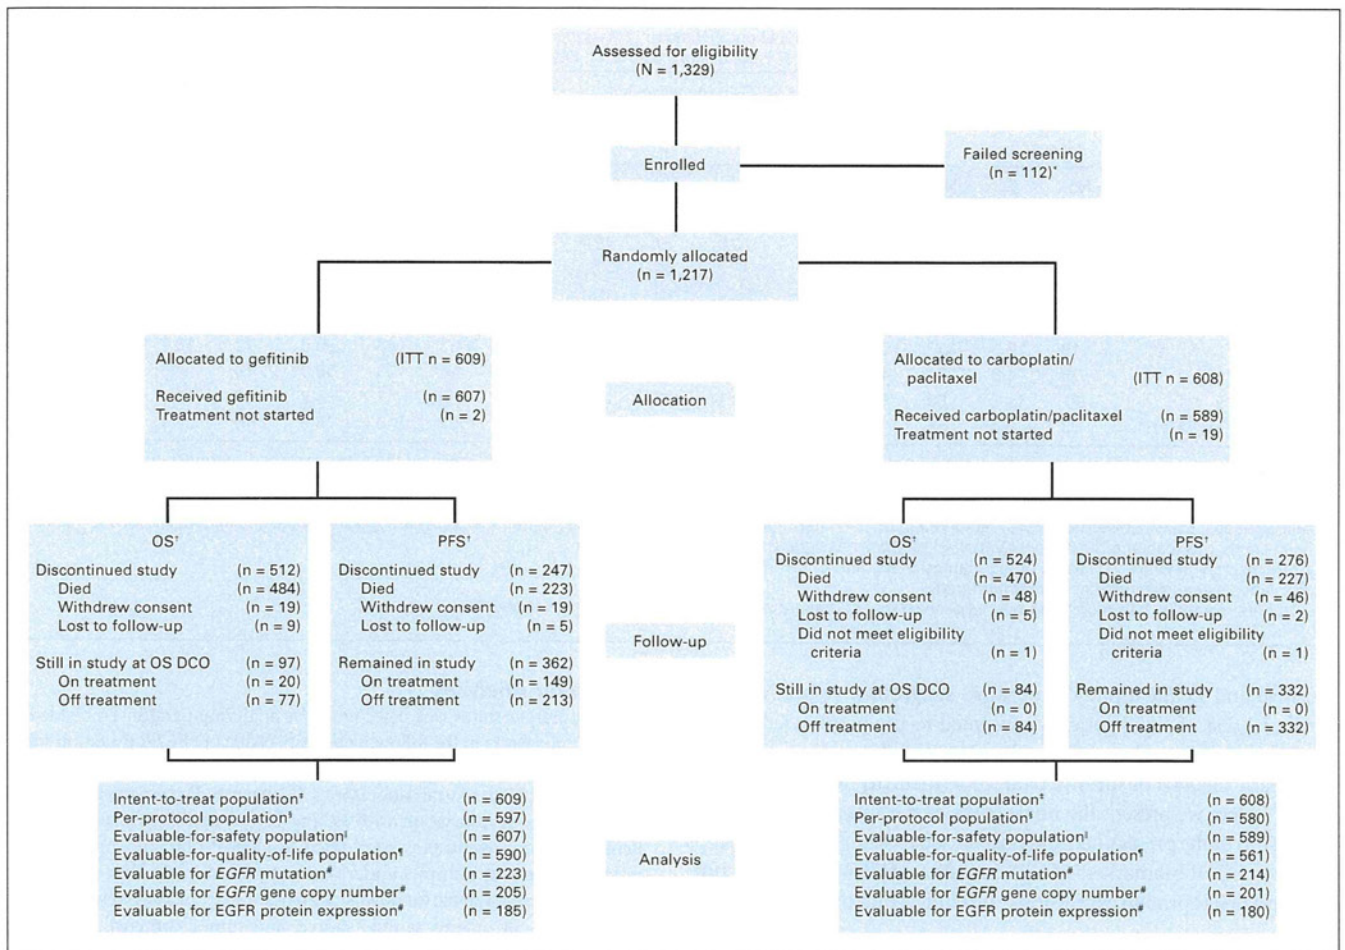 Assessed for eligibility
(N = 1,329)
Enrolled
Failed screening
(n = 112)*
Randomly allocated
(n = 1,217)
Allocated to gefitinib (ITT n = 609)
Received gefitinib (n = 607)
Treatment not started (n = 2)
Allocation
Allocated to carboplatin/
paclitaxel (ITT n = 608)
Received carboplatin/paclitaxel (n = 589)
Treatment not started (n = 19)
OS†
Discontinued study (n = 512)
Died (n = 484)
Withdrew consent (n = 19)
Lost to follow-up (n = 9)
Still in study at OS DCO (n = 97)
On treatment (n = 20)
Off treatment (n = 77)
PFS†
Discontinued study (n = 247)
Died (n = 223)
Withdrew consent (n = 19)
Lost to follow-up (n = 5)
Remained in study (n = 362)
On treatment (n = 149)
Off treatment (n = 213)
Follow-up
OS†
Discontinued study (n = 524)
Died (n = 470)
Withdrew consent (n = 48)
Lost to follow-up (n = 5)
Did not meet eligibility
criteria (n = 1)
Still in study at OS DCO (n = 84)
On treatment (n = 0)
Off treatment (n = 84)
PFS†
Discontinued study (n = 276)
Died (n = 227)
Withdrew consent (n = 46)
Lost to follow-up (n = 2)
Did not meet eligibility
criteria (n = 1)
Remained in study (n = 332)
On treatment (n = 0)
Off treatment (n = 332)
Intent-to-treat population‡ (n = 609)
Per-protocol population§ (n = 597)
Evaluable-for-safety population‖ (n = 607)
Evaluable-for-quality-of-life population¶ (n = 590)
Evaluable for EGFR mutation# (n = 223)
Evaluable for EGFR gene copy number# (n = 205)
Evaluable for EGFR protein expression# (n = 185)
Analysis
Intent-to-treat population‡ (n = 608)
Per-protocol population§ (n = 580)
Evaluable-for-safety population‖ (n = 589)
Evaluable-for-quality-of-life population¶ (n = 561)
Evaluable for EGFR mutation# (n = 214)
Evaluable for EGFR gene copy number# (n = 201)
Evaluable for EGFR protein expression# (n = 180)